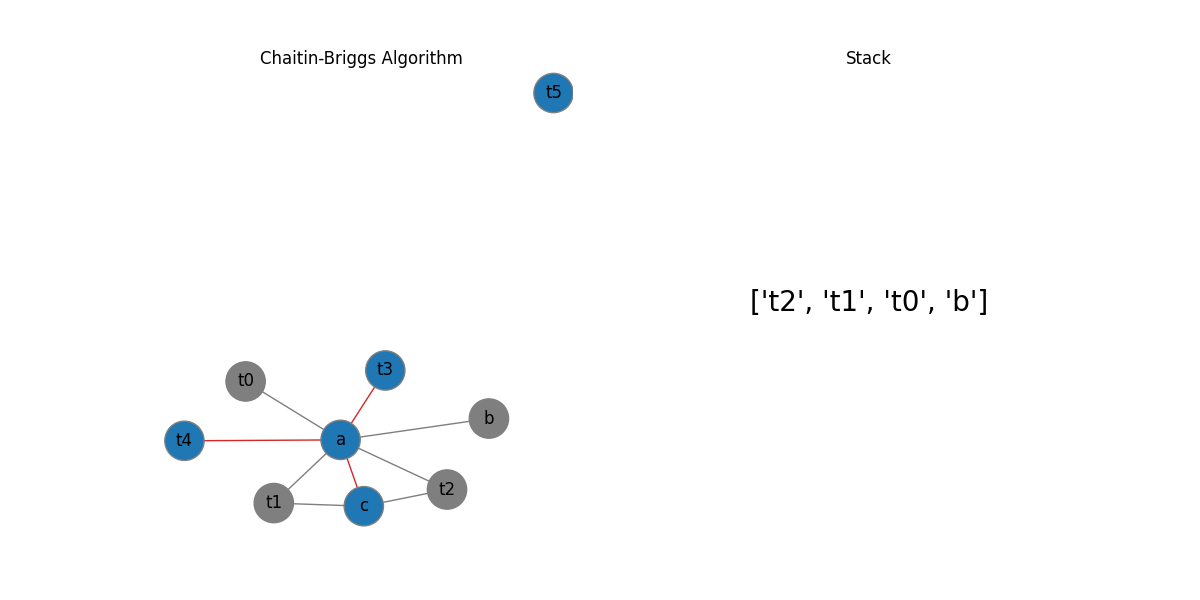 Chaitin-Briggs Algorithm
Stack
t5
['t2', 't1', 't0', 'b']
t3
t0
b
a
t4
t2
t1
c